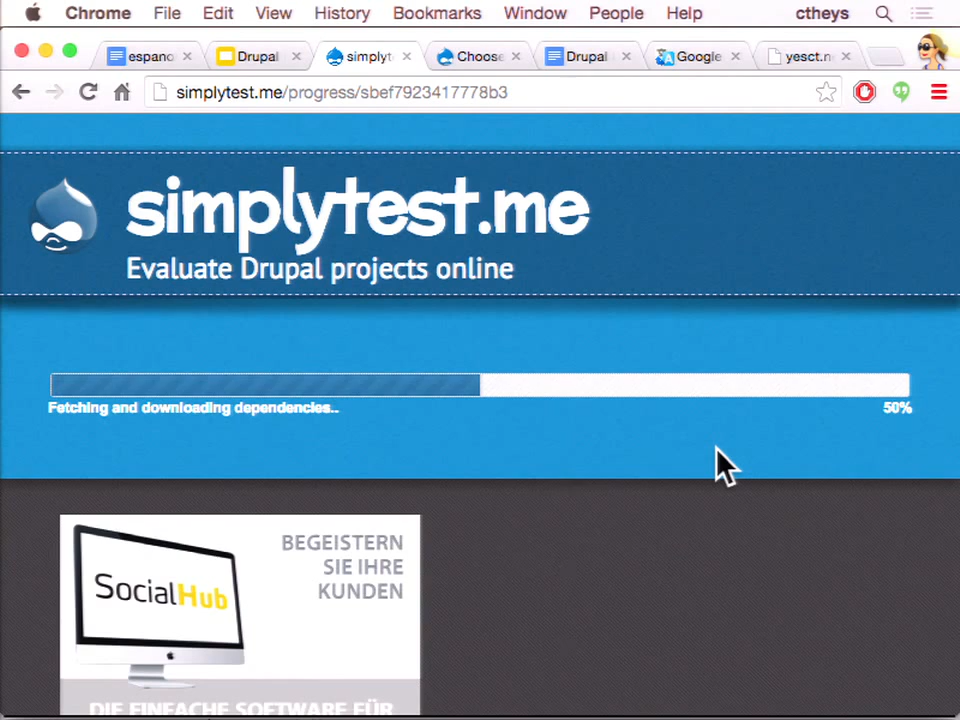 Chrome File Edit View History Bookmarks Window People Help ctheys
espano Drupal simplyt Choose Drupal Google yesct.n
simplytest.me/progress/sbef7923417778b3
simplytest.me
Evaluate Drupal projects online
Fetching and downloading dependencies.. 50%
BEGEISTERN
SIE IHRE
KUNDEN
SocialHub
DIE EINFACHE SOFTWARE FÜR